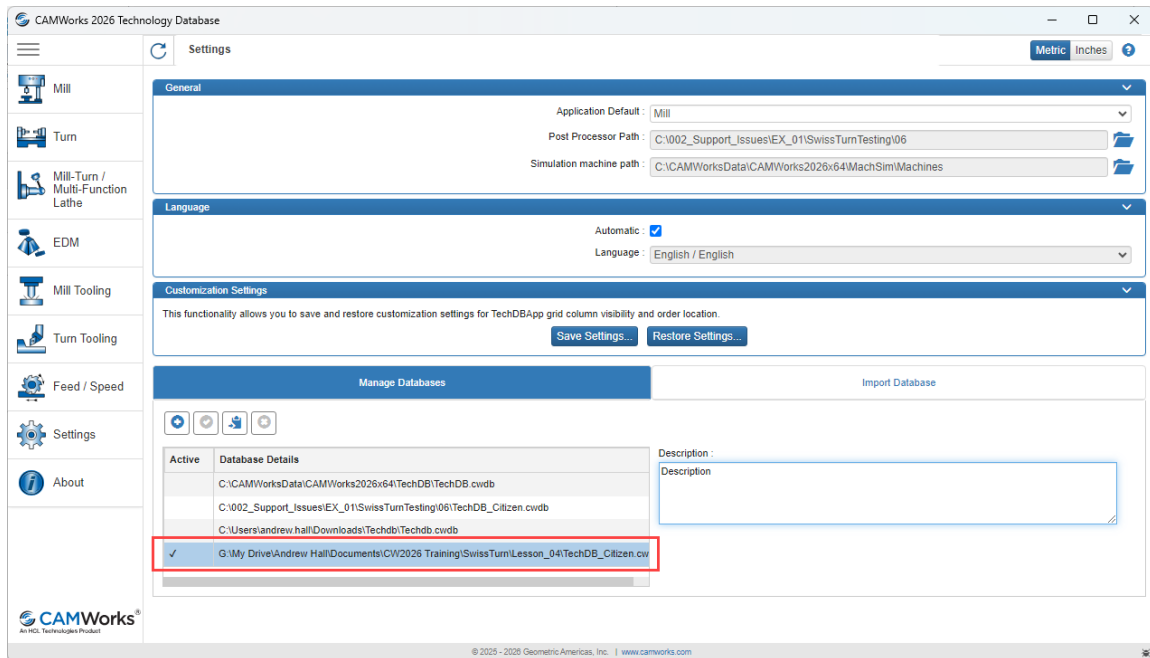 CAMWorks 2026 Technology Database
Settings
Metric Inches
Mill
Turn
Mill-Turn /
Multi-Function
Lathe
EDM
Mill Tooling
Turn Tooling
Feed / Speed
Settings
About
General
Application Default : Mill
Post Processor Path : C:\002_Support_Issues\EX_01\SwissTurnTesting\06
Simulation machine path : C:\CAMWorksData\CAMWorks2026x64\MachSim\Machines
Language
Automatic :
Language : English / English
Customization Settings
This functionality allows you to save and restore customization settings for TechDBApp grid column visibility and order location.
Save Settings... Restore Settings...
Manage Databases Import Database
Active Database Details
C:\CAMWorksData\CAMWorks2026x64\TechDB\TechDB.cwdb
C:\002_Support_Issues\EX_01\SwissTurnTesting\06\TechDB_Citizen.cwdb
C:\Users\andrew.hall\Downloads\Techdb\Techdb.cwdb
G:\My Drive\Andrew Hall\Documents\CW2026 Training\SwissTurn\Lesson_04\TechDB_Citizen.cw
Description :
Description
CAMWorks®
An HCL Technologies Product
© 2025 - 2026 Geometric Americas, Inc. | www.camworks.com